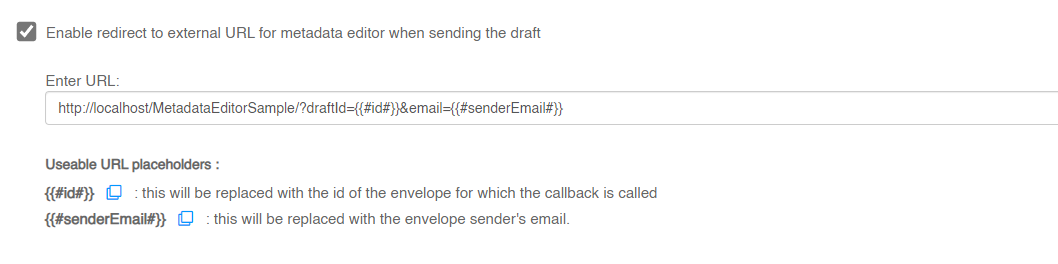 Enable redirect to external URL for metadata editor when sending the draft
Enter URL:
http://localhost/MetadataEditorSample/?draftId={{#id#}}&email={{#senderEmail#}}
Useable URL placeholders :
{{#id#}} : this will be replaced with the id of the envelope for which the callback is called
{{#senderEmail#}} : this will be replaced with the envelope sender's email.